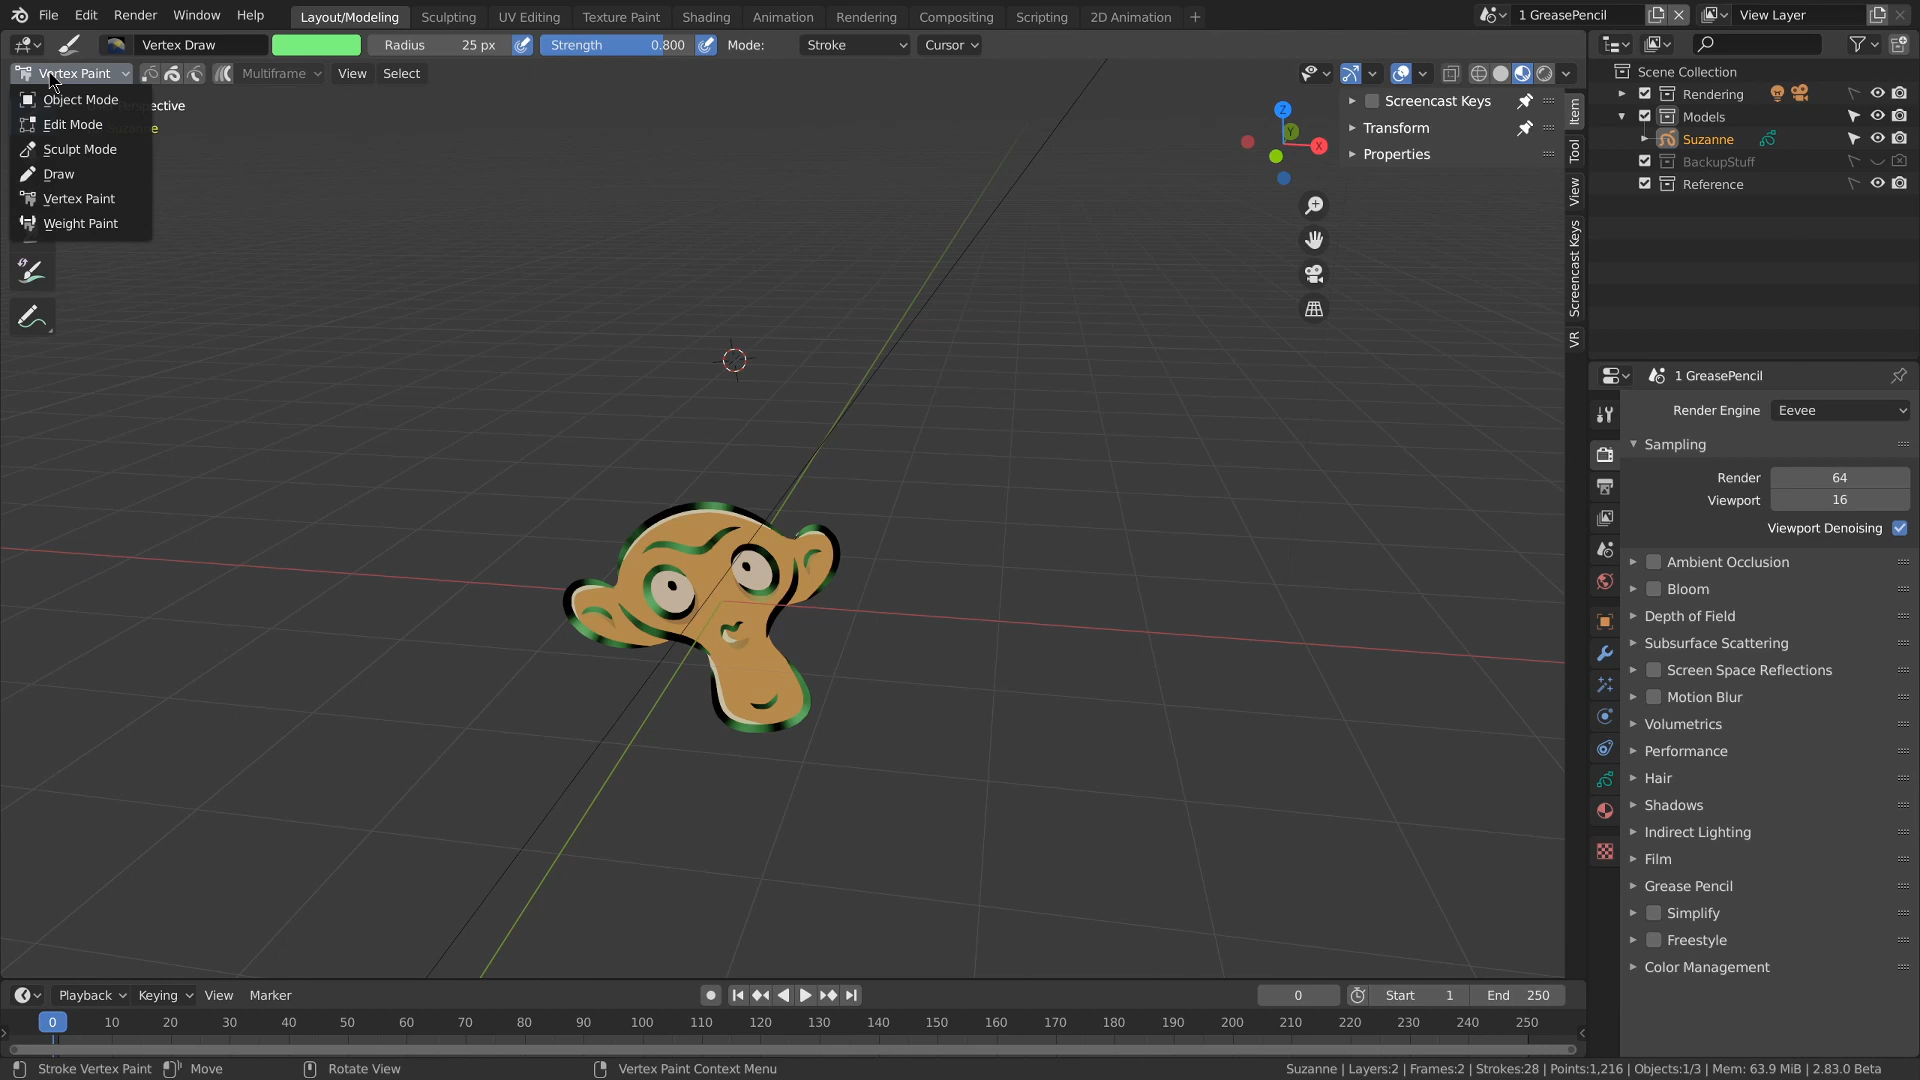 File Edit Render Window Help Layout/Modeling Sculpting UV Editing Texture Paint Shading Animation Rendering Compositing Scripting 2D Animation + 1 GreasePencil View Layer
Vertex Draw Radius 25 px Strength 0.800 Mode: Stroke Cursor
Vertex Paint Multiframe View Select
Object Mode
Edit Mode
Sculpt Mode
Draw
Vertex Paint
Weight Paint
Screencast Keys
Transform
Properties
Z
Y
X
Item
Tool
View
Screencast Keys
VR
Scene Collection
Rendering
Models
Suzanne
BackupStuff
Reference
1 GreasePencil
Render Engine Eevee
Sampling
Render 64
Viewport 16
Viewport Denoising
Ambient Occlusion
Bloom
Depth of Field
Subsurface Scattering
Screen Space Reflections
Motion Blur
Volumetrics
Performance
Hair
Shadows
Indirect Lighting
Film
Grease Pencil
Simplify
Freestyle
Color Management
Playback Keying View Marker 0 Start 1 End 250
0 10 20 30 40 50 60 70 80 90 100 110 120 130 140 150 160 170 180 190 200 210 220 230 240 250
Stroke Vertex Paint Move Rotate View Vertex Paint Context Menu Suzanne | Layers:2 | Frames:2 | Strokes:28 | Points:1,216 | Objects:1/3 | Mem: 63.9 MiB | 2.83.0 Beta